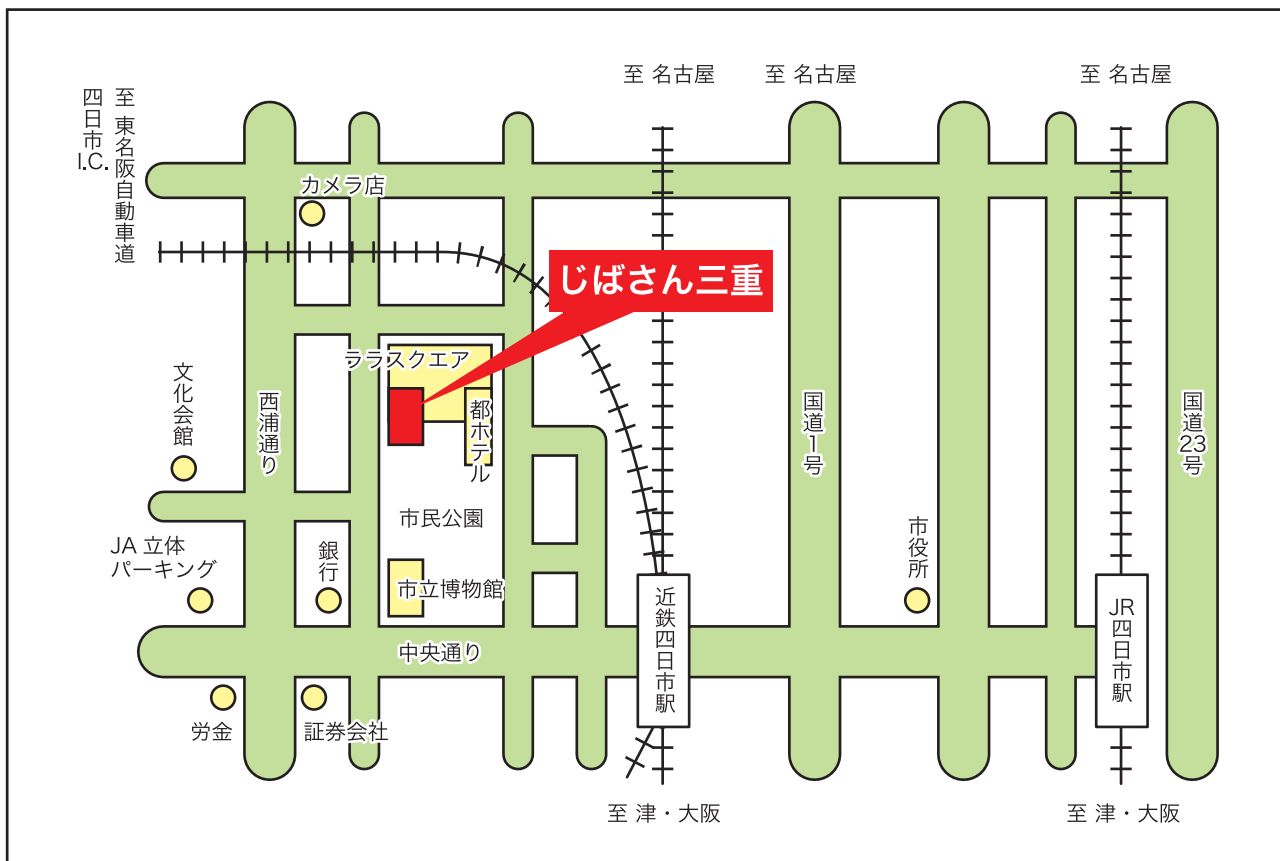 至 名古屋
至 名古屋
至 名古屋
至 東名阪自動車道
四日市I.C.
カメラ店
じばさん三重
ララスクエア
都ホテル
文化会館
西浦通り
国道1号
国道23号
市民公園
市役所
JA 立体
パーキング
銀行
市立博物館
近鉄四日市駅
JR四日市駅
中央通り
労金
証券会社
至 津・大阪
至 津・大阪